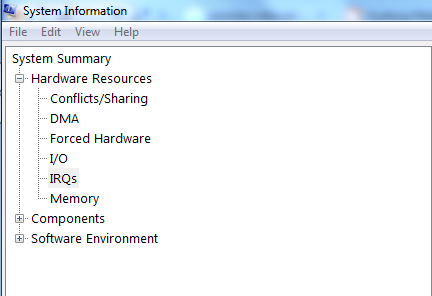 System Information
File Edit View Help
System Summary
Hardware Resources
Conflicts/Sharing
DMA
Forced Hardware
I/O
IRQs
Memory
Components
Software Environment